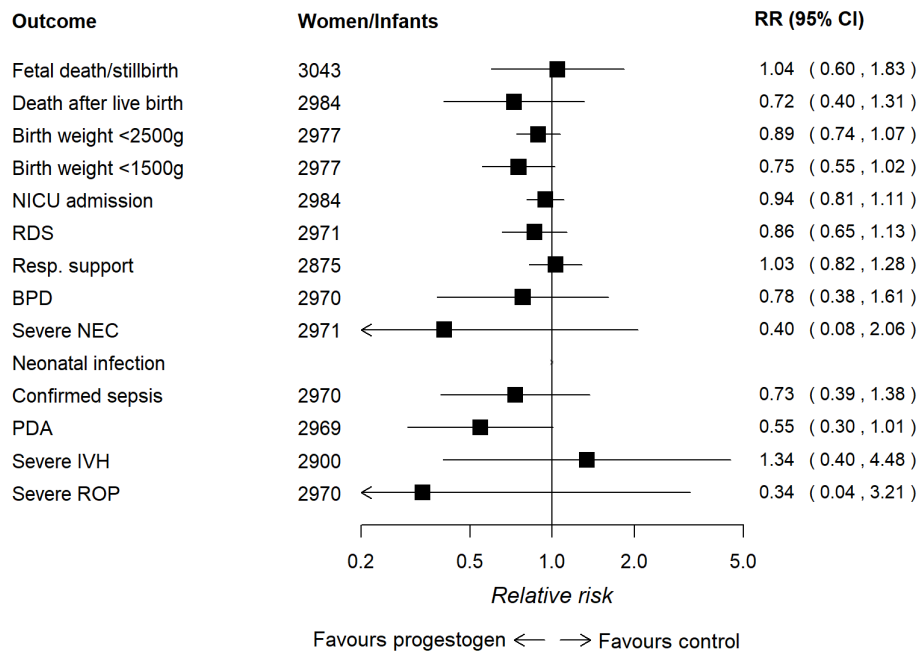 Outcome Women/Infants RR (95% CI)
Fetal death/stillbirth 3043 1.04 ( 0.60 , 1.83 )
Death after live birth 2984 0.72 ( 0.40 , 1.31 )
Birth weight <2500g 2977 0.89 ( 0.74 , 1.07 )
Birth weight <1500g 2977 0.75 ( 0.55 , 1.02 )
NICU admission 2984 0.94 ( 0.81 , 1.11 )
RDS 2971 0.86 ( 0.65 , 1.13 )
Resp. support 2875 1.03 ( 0.82 , 1.28 )
BPD 2970 0.78 ( 0.38 , 1.61 )
Severe NEC 2971 0.40 ( 0.08 , 2.06 )
Neonatal infection
Confirmed sepsis 2970 0.73 ( 0.39 , 1.38 )
PDA 2969 0.55 ( 0.30 , 1.01 )
Severe IVH 2900 1.34 ( 0.40 , 4.48 )
Severe ROP 2970 0.34 ( 0.04 , 3.21 )
0.2 0.5 1.0 2.0 5.0
Relative risk
Favours progestogen Favours control